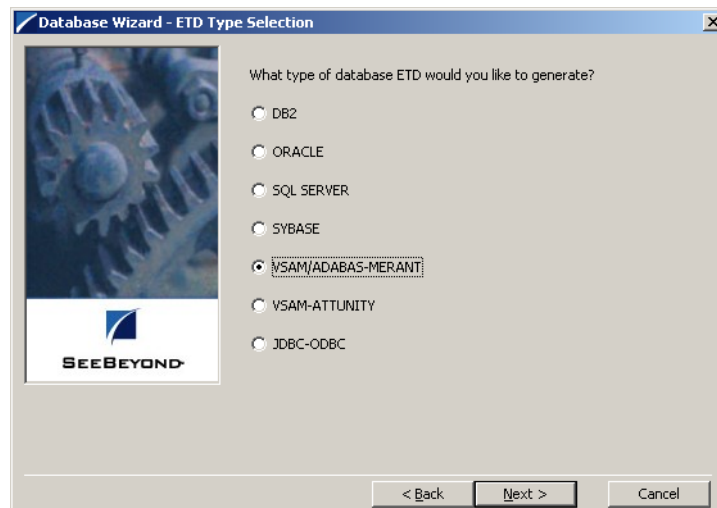 Database Wizard - ETD Type Selection
What type of database ETD would you like to generate?
DB2
ORACLE
SQL SERVER
SYBASE
VSAM/ADABAS-MERANT
VSAM-ATTUNITY
JDBC-ODBC
SEEBEYOND
< Back
Next >
Cancel